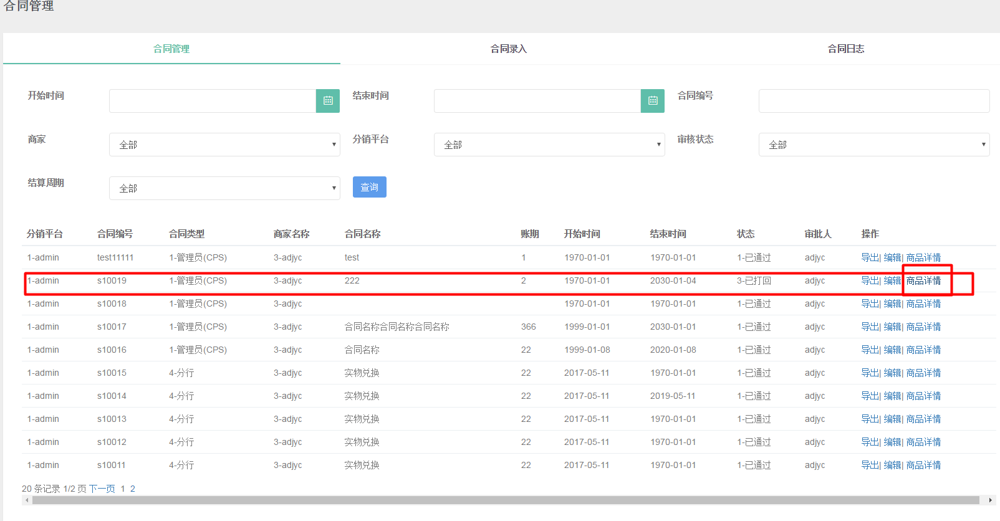 合同管理
合同管理 合同录入 合同日志
开始时间 结束时间 合同编号
商家 全部 分销平台 全部 审核状态 全部
结算周期 全部 查询
分销平台 合同编号 合同类型 商家名称 合同名称 账期 开始时间 结束时间 状态 审批人 操作
1-admin test11111 1-管理员(CPS) 3-adjyc test 1 1970-01-01 1970-01-01 1-已通过 adjyc 导出| 编辑| 商品详情
1-admin s10019 1-管理员(CPS) 3-adjyc 222 2 1970-01-01 2030-01-04 3-已打回 adjyc 导出| 编辑| 商品详情
1-admin s10018 1-管理员(CPS) 3-adjyc 1970-01-01 1970-01-01 1-已通过 adjyc 导出| 编辑| 商品详情
1-admin s10017 1-管理员(CPS) 3-adjyc 合同名称合同名称合同名称 366 1999-01-01 2030-01-01 1-已通过 adjyc 导出| 编辑| 商品详情
1-admin s10016 1-管理员(CPS) 3-adjyc 合同名称 22 1999-01-08 2020-01-08 1-已通过 adjyc 导出| 编辑| 商品详情
1-admin s10015 4-分行 3-adjyc 实物兑换 22 2017-05-11 1970-01-01 1-已通过 adjyc 导出| 编辑| 商品详情
1-admin s10014 4-分行 3-adjyc 实物兑换 22 2017-05-11 2019-05-11 1-已通过 adjyc 导出| 编辑| 商品详情
1-admin s10013 4-分行 3-adjyc 实物兑换 22 2017-05-11 1970-01-01 1-已通过 adjyc 导出| 编辑| 商品详情
1-admin s10012 4-分行 3-adjyc 实物兑换 22 2017-05-11 1970-01-01 1-已通过 adjyc 导出| 编辑| 商品详情
1-admin s10011 4-分行 3-adjyc 实物兑换 22 2017-05-11 1970-01-01 1-已通过 adjyc 导出| 编辑| 商品详情
20 条记录 1/2 页 下一页 1 2